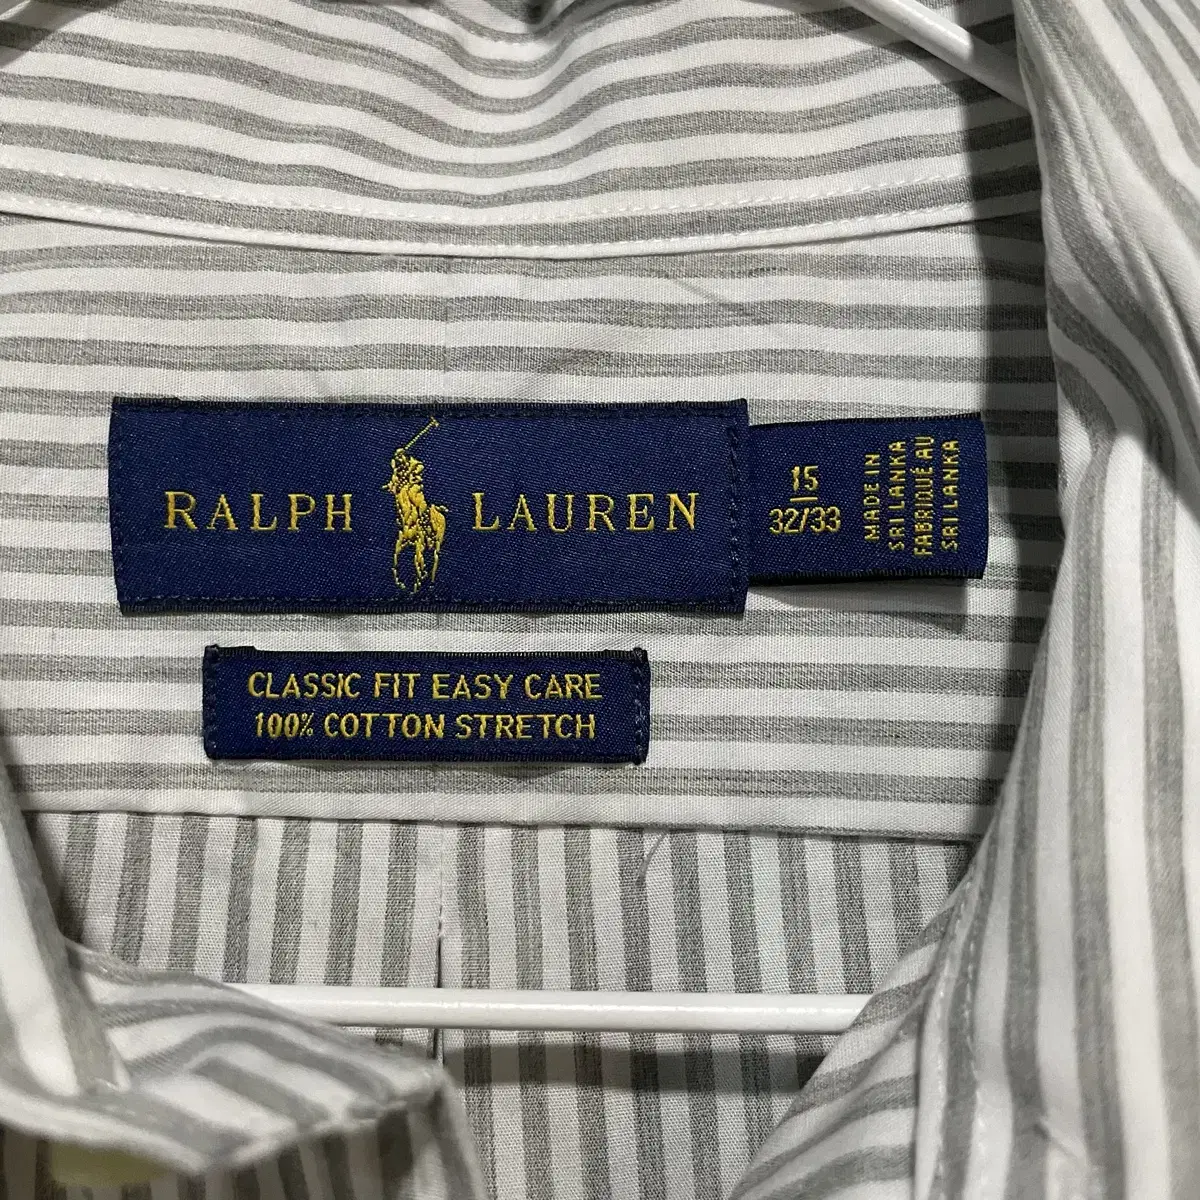 RALPH LAUREN
15
32/33
MADE IN
SRI LANKA
FABRIQUÉ AU
SRI LANKA
CLASSIC FIT EASY CARE
100% COTTON STRETCH